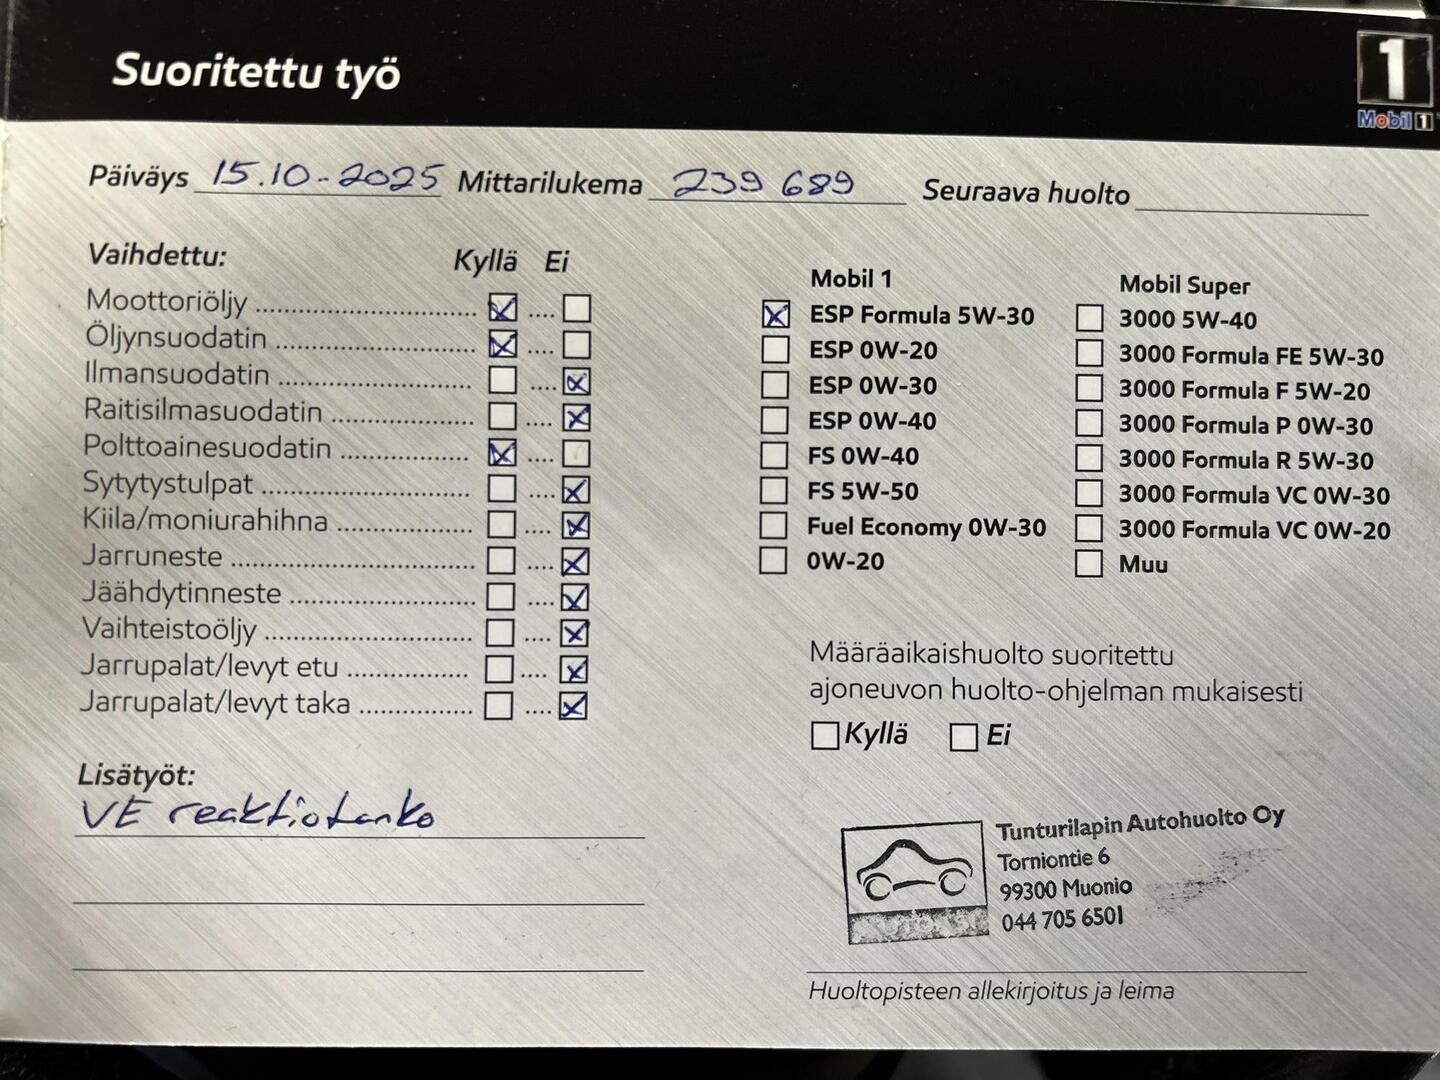 Suoritettu työ
1
Mobil 1
Päiväys 15.10-2025 Mittarilukema 239 689 Seuraava huolto
Vaihdettu: Kyllä Ei
Moottoriöljy
Öljynsuodatin
Ilmansuodatin
Raitisilmasuodatin
Polttoainesuodatin
Sytytystulpat
Kiila/moniurahihna
Jarruneste
Jäähdytinneste
Vaihteistoöljy
Jarrupalat/levyt etu
Jarrupalat/levyt taka
Lisätyöt:
VE reaktiotanko
Mobil 1
ESP Formula 5W-30
ESP 0W-20
ESP 0W-30
ESP 0W-40
FS 0W-40
FS 5W-50
Fuel Economy 0W-30
0W-20
Mobil Super
3000 5W-40
3000 Formula FE 5W-30
3000 Formula F 5W-20
3000 Formula P 0W-30
3000 Formula R 5W-30
3000 Formula VC 0W-30
3000 Formula VC 0W-20
Muu
Määräaikaishuolto suoritettu
ajoneuvon huolto-ohjelman mukaisesti
Kyllä Ei
Tunturilapin Autohuolto Oy
Torniontie 6
99300 Muonio
044 705 6501
Huoltopisteen allekirjoitus ja leima